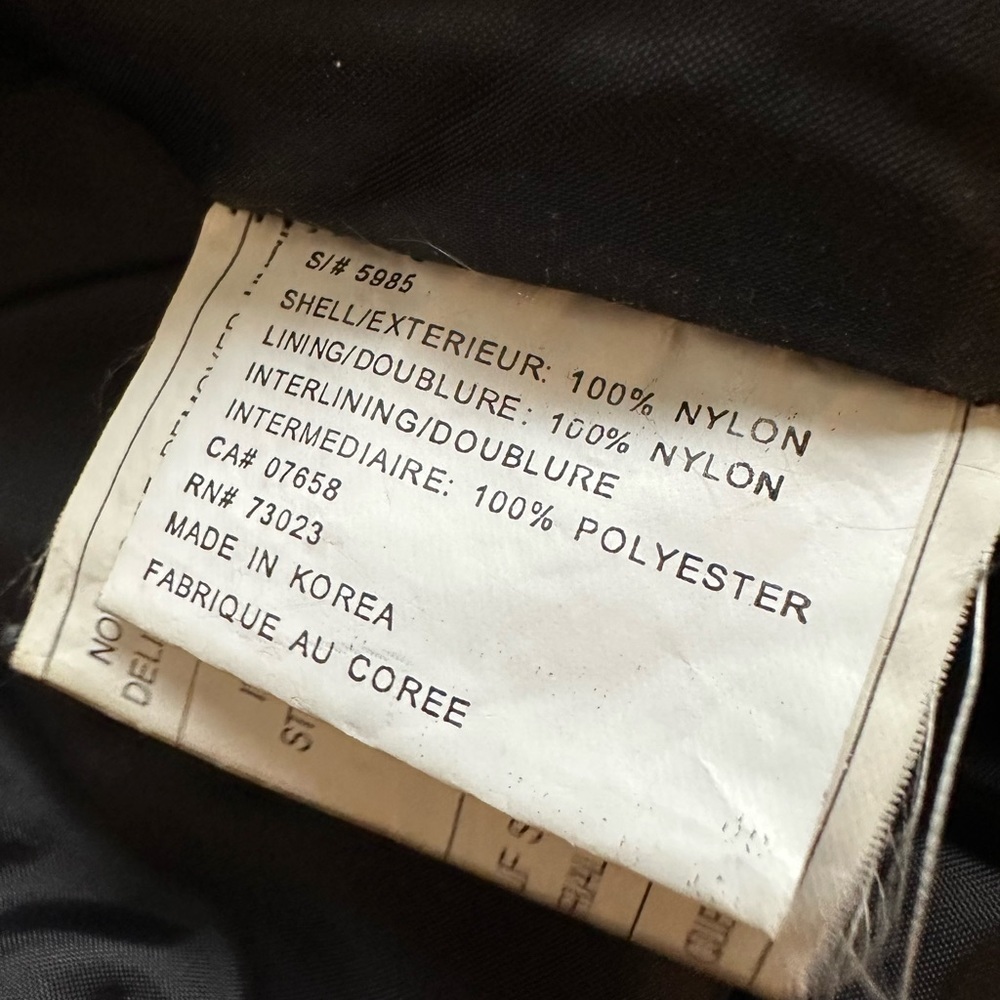 S/# 5985
SHELL/EXTERIEUR: 100% NYLON
LINING/DOUBLURE: 100% NYLON
INTERLINING/DOUBLURE
INTERMEDIAIRE: 100% POLYESTER
CA# 07658
RN# 73023
MADE IN KOREA
FABRIQUE AU COREE
NO